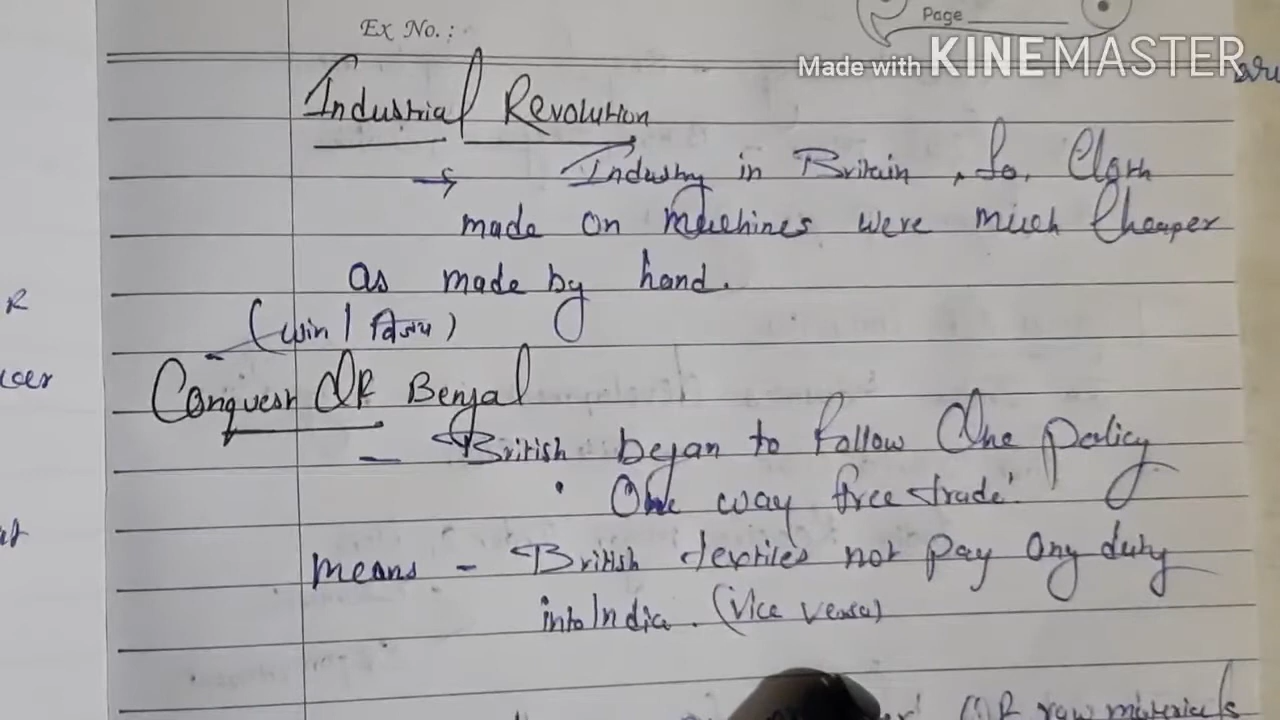 Page
Ex No. :
Made with KINEMASTER
Industrial Revolution
→ Industry in Britain, So, Cloth
made on machines were much Cheaper
as made by hand.
(win / विजय)
Conquest Of Bengal
- British began to follow One policy
'One way free trade'
means - British textiles not pay any duty
into India. (Vice versa)
Of raw materials